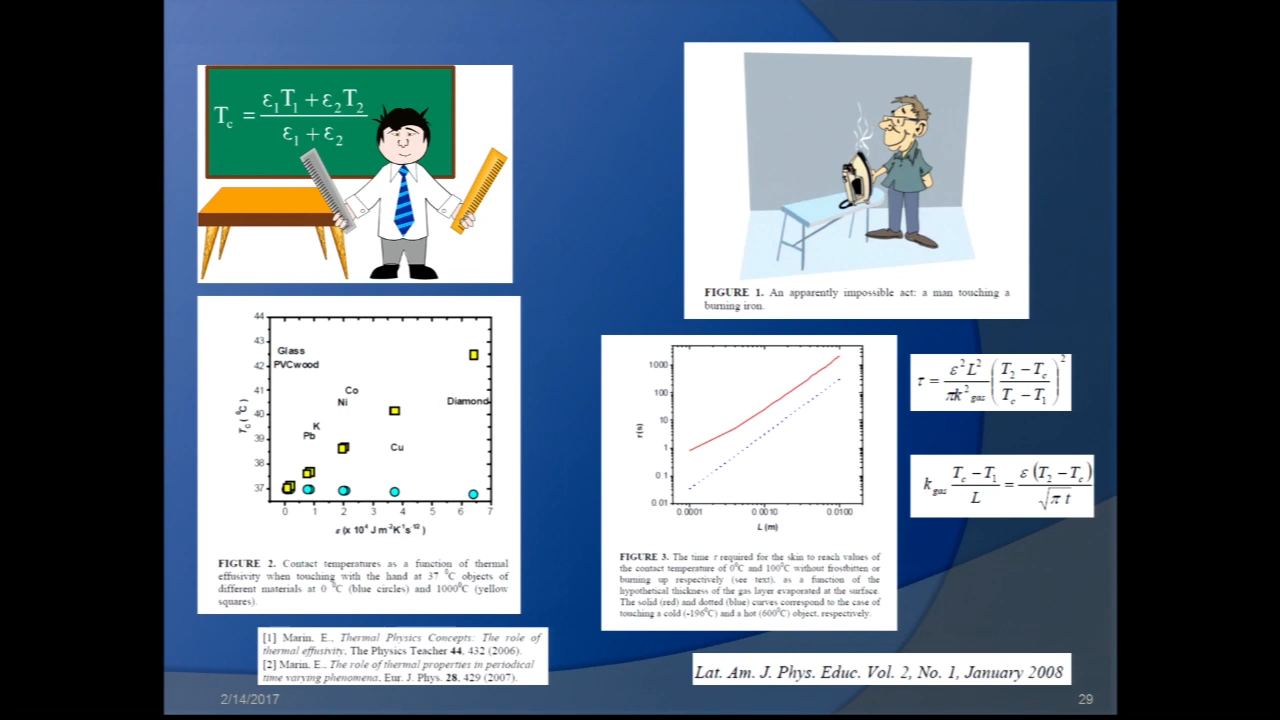 T_c = (ε₁T₁ + ε₂T₂) / (ε₁ + ε₂)
FIGURE 1. An apparently impossible act: a man touching a
burning iron.
44
43
42
41
40
39
38
37
T_C (°C)
Glass
PVCwood
Co
Ni
K
Pb
Diamond
Cu
0 1 2 3 4 5 6 7
ε (x 10⁴ J m⁻²K⁻¹s⁻¹²)
FIGURE 2. Contact temperatures as a function of thermal
effusivity when touching with the hand at 37 °C objects of
different materials at 0 °C (blue circles) and 1000°C (yellow
squares).
1000
100
10
1
0.1
0.01
τ(s)
0.0001 0.0010 0.0100
L (m)
FIGURE 3. The time τ required for the skin to reach values of
the contact temperature of 0°C and 100°C without frostbitten or
burning up respectively (see text), as a function of the
hypothetical thickness of the gas layer evaporated at the surface.
The solid (red) and dotted (blue) curves correspond to the case of
touching a cold (-196°C) and a hot (600°C) object, respectively.
τ = (ε²L² / πk²_gas) ((T₂ − T_c) / (T_c − T₁))²
k_gas (T_c − T₁) / L = ε (T₂ − T_c) / √(π t)
[1] Marin, E., Thermal Physics Concepts: The role of
thermal effusivity, The Physics Teacher 44, 432 (2006).
[2] Marin, E., The role of thermal properties in periodical
time varying phenomena, Eur. J. Phys. 28, 429 (2007).
Lat. Am. J. Phys. Educ. Vol. 2, No. 1, January 2008
2/14/2017
29